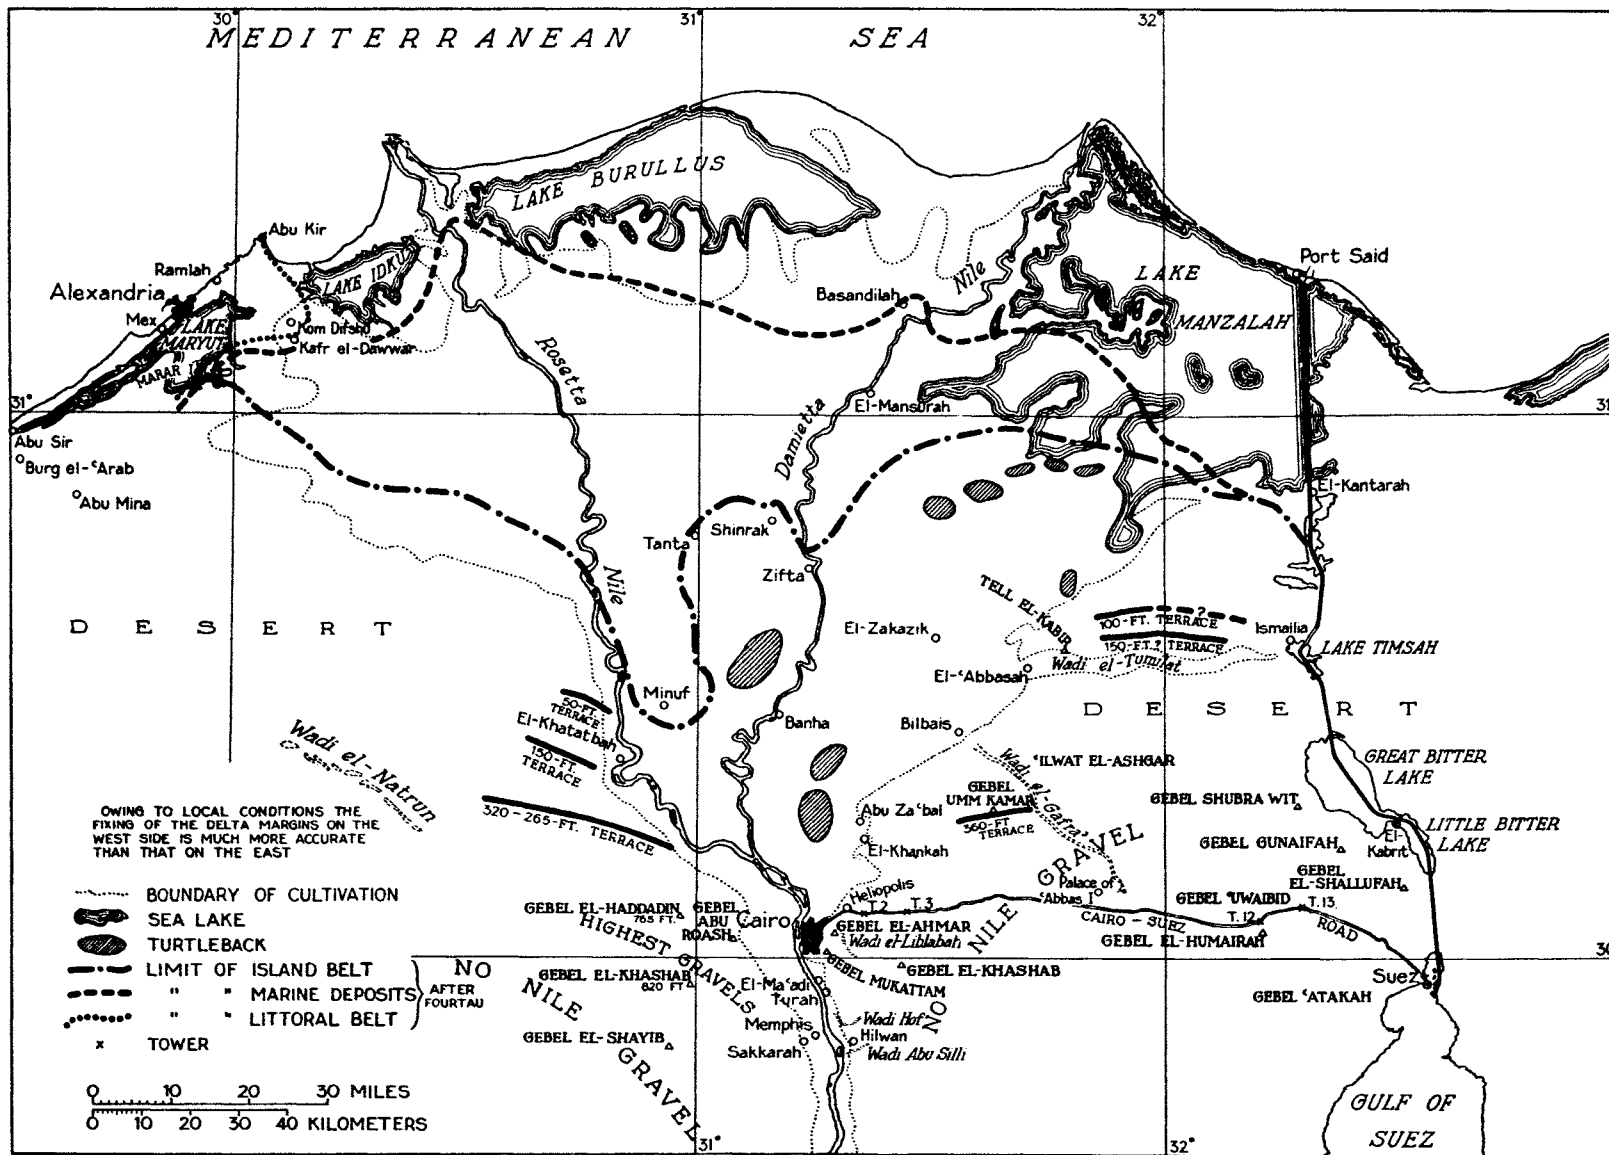 30°
31°
32°
MEDITERRANEAN SEA
LAKE BURULLUS
Abu Kir
Ramlah
LAKE IDKU
Alexandria
Mex
LAKE
MARYUT
MARAR
Kom Difshu
Kafr el-Dawwar
Port Said
LAKE
MANZALAH
Nile
Basandilah
Rosetta
Nile
Damietta
El-Mansurah
31°
31
Abu Sir
Burg el-ʿArab
Abu Mina
El-Kantarah
Shinrak
Tanta
Zifta
TELL EL-KABIR
?
100-FT. TERRACE
150-FT.? TERRACE
Ismailia
LAKE TIMSAH
Wadi el-Tumilat
El-Zakazik
El-ʿAbbasah
DESERT
DESERT
Minuf
50-FT.
TERRACE
El-Khatatbah
150-FT.
TERRACE
320-265-FT. TERRACE
Banha
Bilbais
Wadi el-Natrun
Wadi el-Gafra
ʿILWAT EL-ASHGAR
GREAT BITTER
LAKE
GEBEL
UMM KAMAR
360-FT
TERRACE
GEBEL SHUBRA WIT
Abu Zaʿbal
El-Khankah
LITTLE BITTER
LAKE
El-
Kabrit
GEBEL GUNAIFAH
GEBEL
EL-SHALLUFAH
OWING TO LOCAL CONDITIONS THE
FIXING OF THE DELTA MARGINS ON THE
WEST SIDE IS MUCH MORE ACCURATE
THAN THAT ON THE EAST
BOUNDARY OF CULTIVATION
SEA LAKE
TURTLEBACK
LIMIT OF ISLAND BELT
" " MARINE DEPOSITS
" " LITTORAL BELT
AFTER
FOURTAU
x TOWER
0 10 20 30 MILES
0 10 20 30 40 KILOMETERS
Heliopolis
T.2
T.3
Palace of
ʿAbbas I
CAIRO-SUEZ
ROAD
T.12
T.13
GEBEL ʿUWAIBID
GEBEL EL-HUMAIRAH
GEBEL EL-HADDADIN
765 FT.
GEBEL
ABU
ROASH
Cairo
GEBEL EL-AHMAR
Wadi el-Liblabah
NO NILE GRAVEL
HIGHEST GRAVELS
GEBEL EL-KHASHAB
820 FT
GEBEL MUKATTAM
GEBEL EL-KHASHAB
El-Maʿadi
Turah
NO NILE GRAVEL
GEBEL EL-SHAYIB
Memphis
Sakkarah
Wadi Hof
Hilwan
Wadi Abu Silli
Suez
GEBEL ʿATAKAH
30
GULF OF
SUEZ
31°
32°